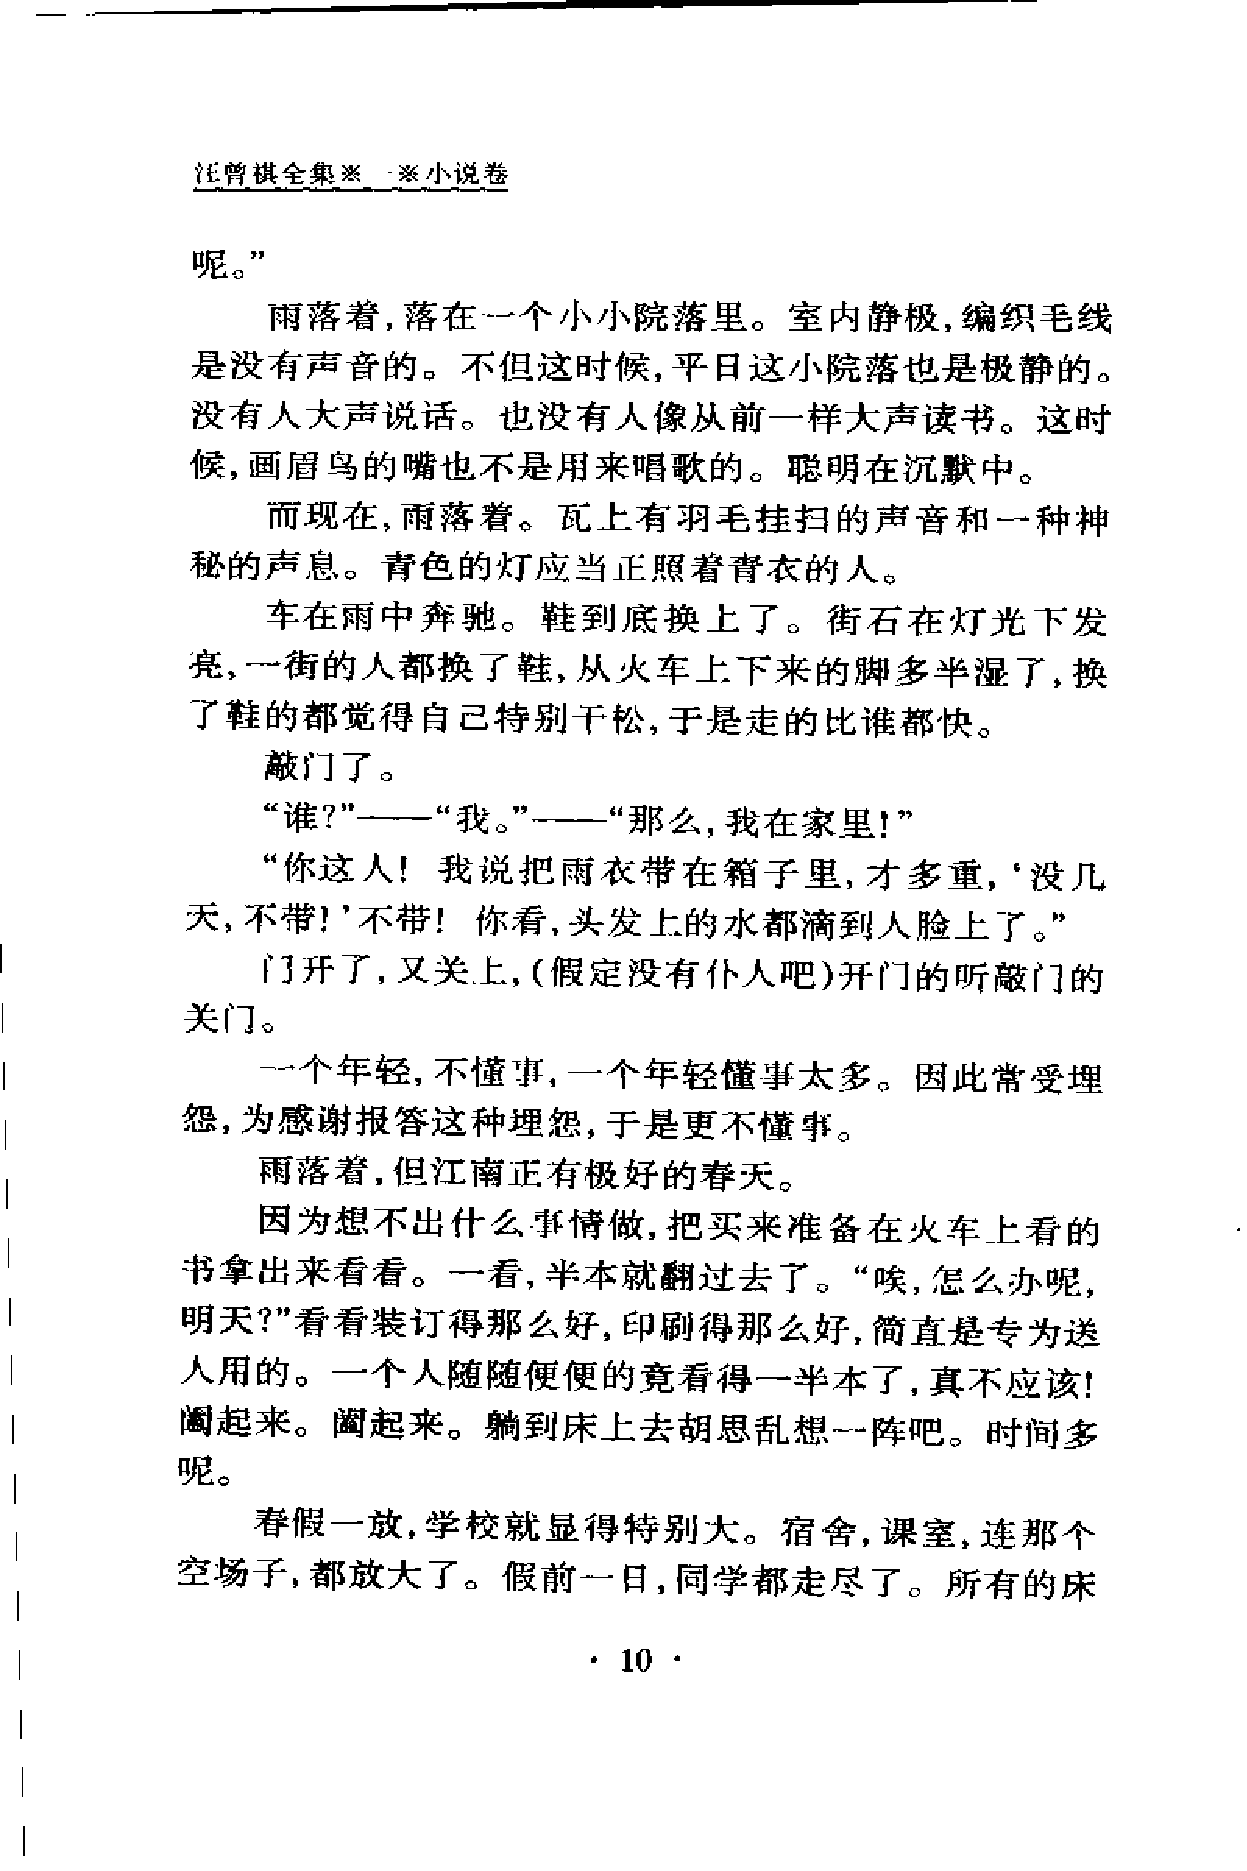 汪曾祺全集※一※小说卷
呢。”
雨落着,落在一个小小院落里。室内静极,编织毛线
是没有声音的。不但这时候,平日这小院落也是极静的。
没有人大声说话。也没有人像从前一样大声读书。这时
候,画眉鸟的嘴也不是用来唱歌的。聪明在沉默中。
而现在,雨落着。瓦上有羽毛挂扫的声音和一种神
秘的声息。青色的灯应当正照着青衣的人。
车在雨中奔驰。鞋到底换上了。街石在灯光下发
亮,一街的人都换了鞋,从火车上下来的脚多半湿了,换
了鞋的都觉得自己特别干松,于是走的比谁都快。
敲门了。
“谁?”——“我。”——“那么,我在家里!”
“你这人! 我说把雨衣带在箱子里,才多重,‘没几
天,不带!’不带! 你看,头发上的水都滴到人脸上了。”
门开了,又关上,(假定没有仆人吧)开门的听敲门的
关门。
一个年轻,不懂事,一个年轻懂事太多。因此常受埋
怨,为感谢报答这种埋怨,于是更不懂事。
雨落着,但江南正有极好的春天。
因为想不出什么事情做,把买来准备在火车上看的
书拿出来看看。一看,半本就翻过去了。“唉,怎么办呢,
明天?”看看装订得那么好,印刷得那么好,简直是专为送
人用的。一个人随随便便的竟看得一半本了,真不应该!
阖起来。阖起来。躺到床上去胡思乱想一阵吧。时间多
呢。
春假一放,学校就显得特别大。宿舍,课室,连那个
空场子,都放大了。假前一日,同学都走尽了。所有的床
· 10 ·